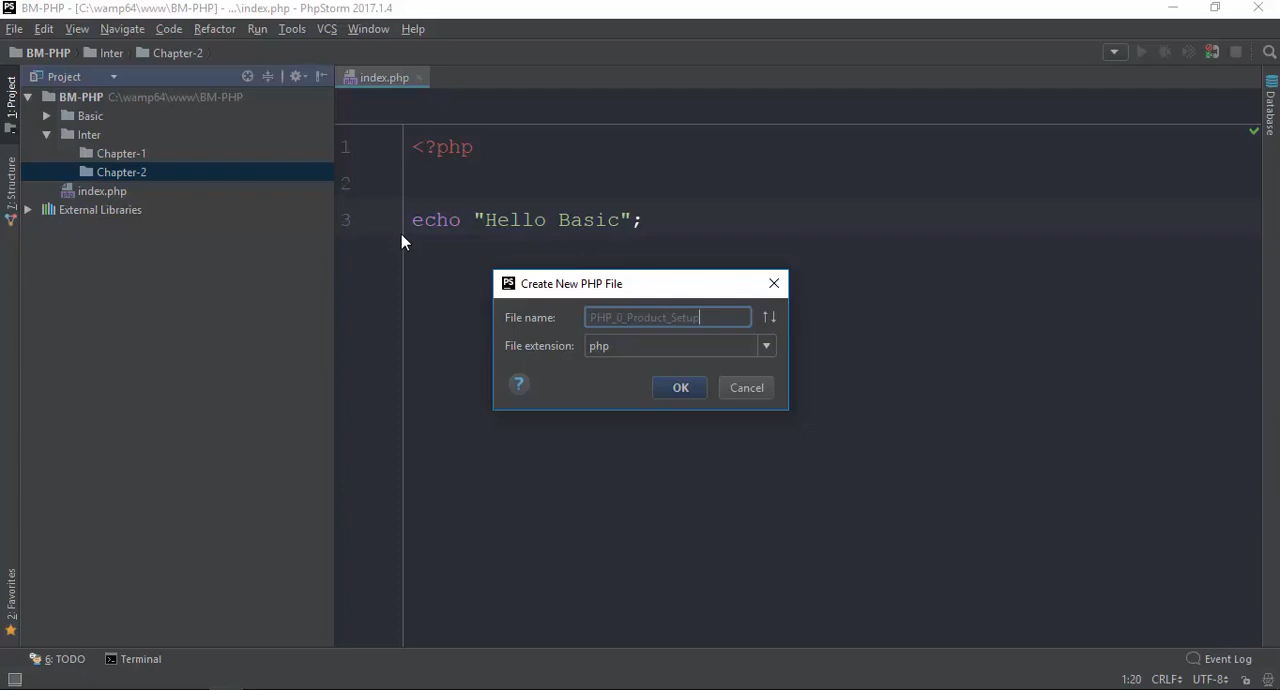 BM-PHP - [C:\wamp64\www\BM-PHP] - ...\index.php - PhpStorm 2017.1.4
File Edit View Navigate Code Refactor Run Tools VCS Window Help
BM-PHP Inter Chapter-2
1: Project
Project
index.php
BM-PHP C:\wamp64\www\BM-PHP
Basic
Inter
Chapter-1
Chapter-2
index.php
External Libraries
7: Structure
2: Favorites
1 <?php
2
3 echo "Hello Basic";
Create New PHP File
File name: PHP_0_Product_Setup
File extension: php
?
OK Cancel
Database
6: TODO Terminal Event Log
1:20 CRLF UTF-8